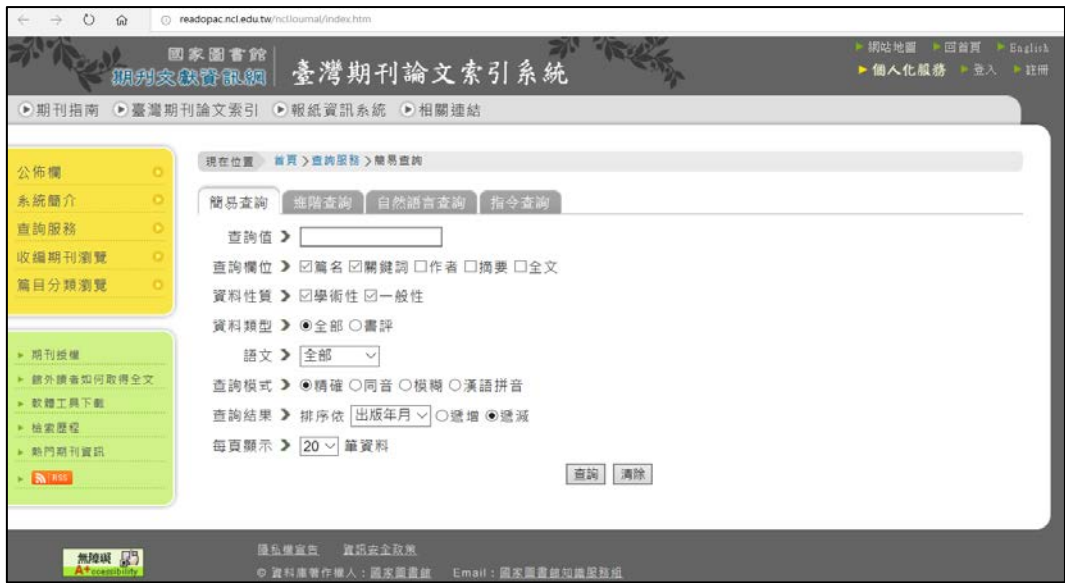 readopac.ncl.edu.tw/nclJournal/index.htm
國家圖書館
期刊文獻資訊網
臺灣期刊論文索引系統
網站地圖 回首頁 English
個人化服務 登入 註冊
期刊指南 臺灣期刊論文索引 報紙資訊系統 相關連結
現在位置 首頁 > 查詢服務 > 簡易查詢
公佈欄
系統簡介
查詢服務
收編期刊瀏覽
篇目分類瀏覽
期刊授權
館外讀者如何取得全文
軟體工具下載
檢索歷程
熱門期刊資訊
RSS
簡易查詢 進階查詢 自然語言查詢 指令查詢
查詢值
查詢欄位 篇名 關鍵詞 作者 摘要 全文
資料性質 學術性 一般性
資料類型 全部 書評
語文 全部
查詢模式 精確 同音 模糊 漢語拼音
查詢結果 排序依 出版年月 遞增 遞減
每頁顯示 20 筆資料
查詢 清除
無障礙
A+ccessibility
隱私權宣告 資訊安全政策
© 資料庫著作權人：國家圖書館 Email：國家圖書館知識服務組